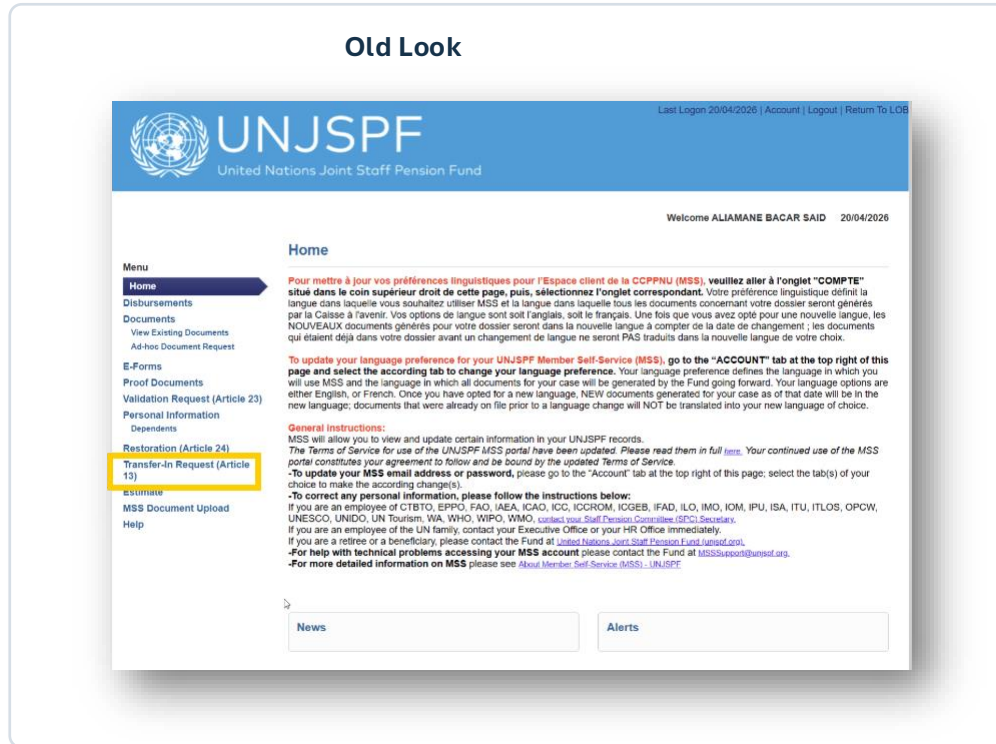 Old Look
Last Logon 20/04/2026 | Account | Logout | Return To LOB
UNJSPF
United Nations Joint Staff Pension Fund
Welcome ALIAMANE BACAR SAID 20/04/2026
Menu
Home
Disbursements
Documents
View Existing Documents
Ad-hoc Document Request
E-Forms
Proof Documents
Validation Request (Article 23)
Personal Information
Dependents
Restoration (Article 24)
Transfer-In Request (Article
13)
Estimate
MSS Document Upload
Help
Home
Pour mettre à jour vos préférences linguistiques pour l'Espace client de la CCPPNU (MSS), veuillez aller à l'onglet "COMPTE"
situé dans le coin supérieur droit de cette page, puis, sélectionnez l'onglet correspondant. Votre préférence linguistique définit la
langue dans laquelle vous souhaitez utiliser MSS et la langue dans laquelle tous les documents concernant votre dossier seront générés
par la Caisse à l'avenir. Vos options de langue sont soit l'anglais, soit le français. Une fois que vous avez opté pour une nouvelle langue, les
NOUVEAUX documents générés pour votre dossier seront dans la nouvelle langue à compter de la date de changement ; les documents
qui étaient déjà dans votre dossier avant un changement de langue ne seront PAS traduits dans la nouvelle langue de votre choix.
To update your language preference for your UNJSPF Member Self-Service (MSS), go to the “ACCOUNT” tab at the top right of this
page and select the according tab to change your language preference. Your language preference defines the language in which you
will use MSS and the language in which all documents for your case will be generated by the Fund going forward. Your language options are
either English, or French. Once you have opted for a new language, NEW documents generated for your case as of that date will be in the
new language; documents that were already on file prior to a language change will NOT be translated into your new language of choice.
General instructions:
MSS will allow you to view and update certain information in your UNJSPF records.
The Terms of Service for use of the UNJSPF MSS portal have been updated. Please read them in full here. Your continued use of the MSS
portal constitutes your agreement to follow and be bound by the updated Terms of Service.
-To update your MSS email address or password, please go to the "Account" tab at the top right of this page; select the tab(s) of your
choice to make the according change(s).
-To correct any personal information, please follow the instructions below:
If you are an employee of CTBTO, EPPO, FAO, IAEA, ICAO, ICC, ICCROM, ICGEB, IFAD, ILO, IMO, IOM, IPU, ISA, ITU, ITLOS, OPCW,
UNESCO, UNIDO, UN Tourism, WA, WHO, WIPO, WMO, contact your Staff Pension Committee (SPC) Secretary.
If you are an employee of the UN family, contact your Executive Office or your HR Office immediately.
If you are a retiree or a beneficiary, please contact the Fund at United Nations Joint Staff Pension Fund (unjspf.org).
-For help with technical problems accessing your MSS account please contact the Fund at MSSSupport@unjspf.org.
-For more detailed information on MSS please see About Member Self-Service (MSS) - UNJSPF
News
Alerts